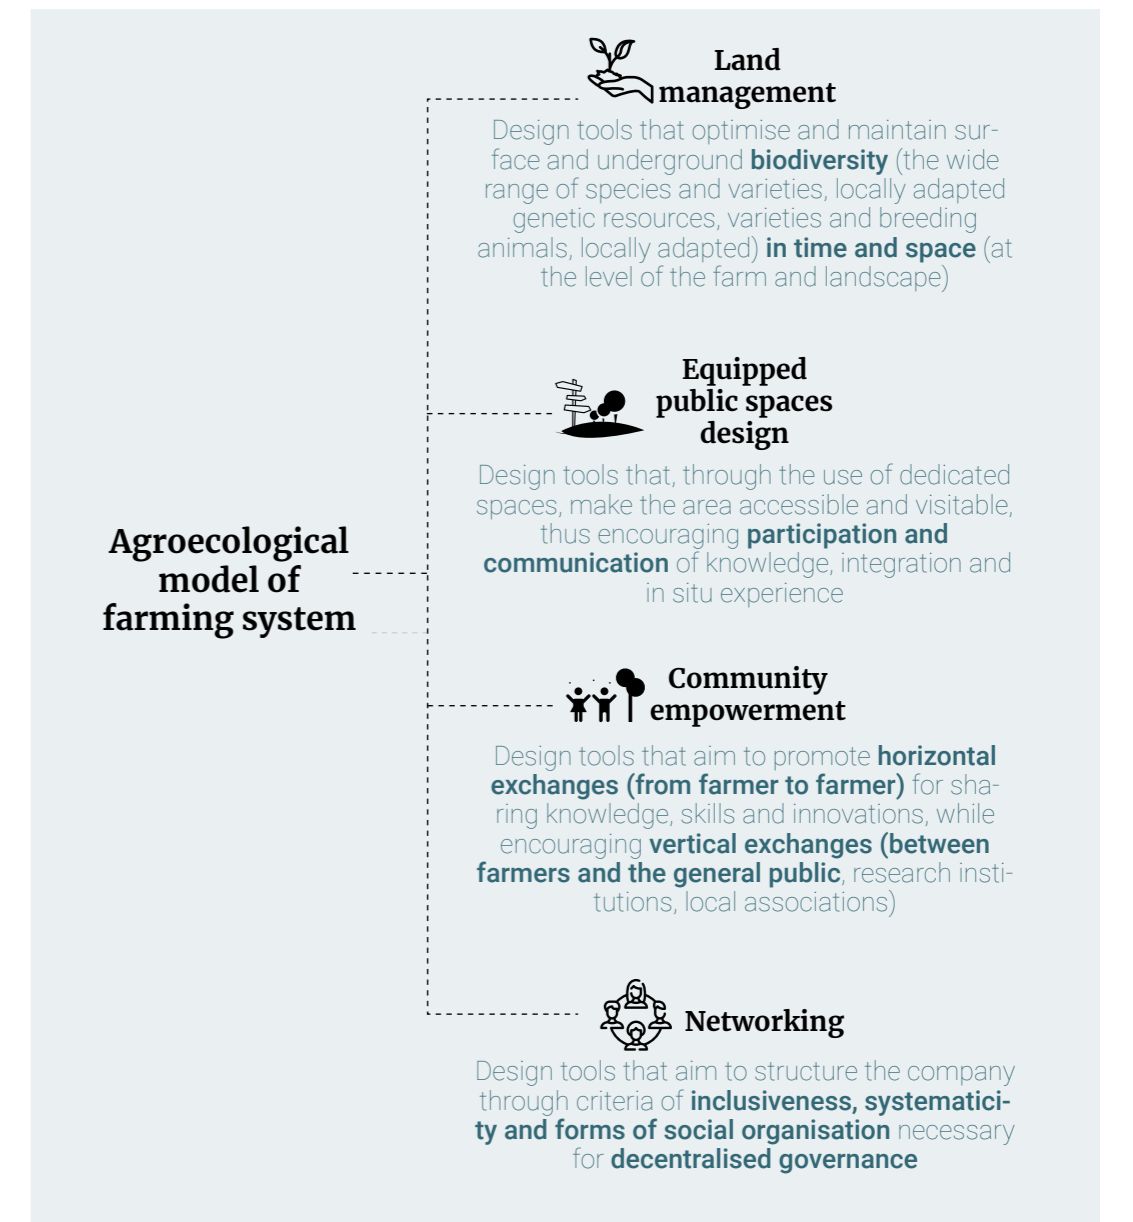 Land
management
Design tools that optimise and maintain sur-
face and underground biodiversity (the wide
range of species and varieties, locally adapted
genetic resources, varieties and breeding
animals, locally adapted) in time and space (at
the level of the farm and landscape)
Equipped
public spaces
design
Design tools that, through the use of dedicated
spaces, make the area accessible and visitable,
thus encouraging participation and
communication of knowledge, integration and
in situ experience
Agroecological
model of
farming system
Community
empowerment
Design tools that aim to promote horizontal
exchanges (from farmer to farmer) for sha-
ring knowledge, skills and innovations, while
encouraging vertical exchanges (between
farmers and the general public, research insti-
tutions, local associations)
Networking
Design tools that aim to structure the company
through criteria of inclusiveness, systematici-
ty and forms of social organisation necessary
for decentralised governance